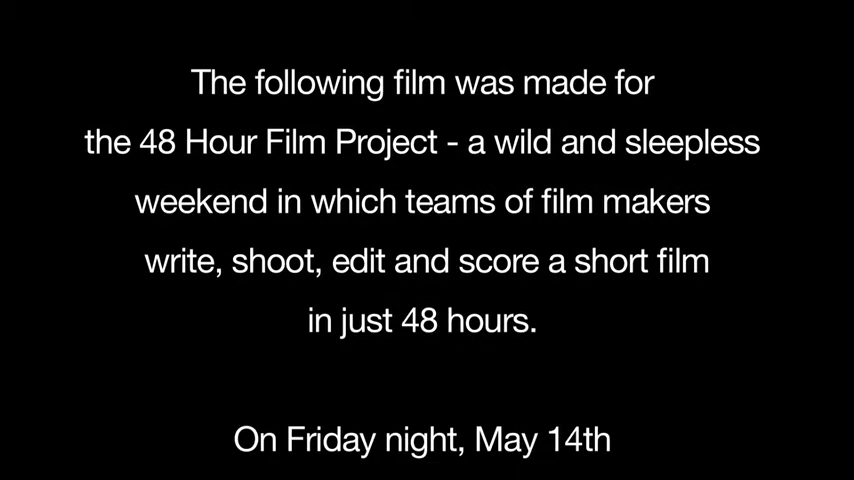 The following film was made for
the 48 Hour Film Project - a wild and sleepless
weekend in which teams of film makers
write, shoot, edit and score a short film
in just 48 hours.
On Friday night, May 14th